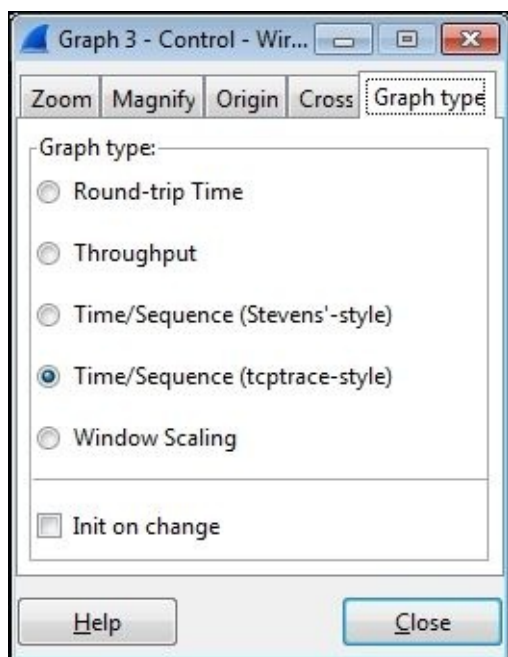 Graph 3 - Control - Wir...
Zoom Magnify Origin Cross Graph type
Graph type:
Round-trip Time
Throughput
Time/Sequence (Stevens'-style)
Time/Sequence (tcptrace-style)
Window Scaling
Init on change
Help Close